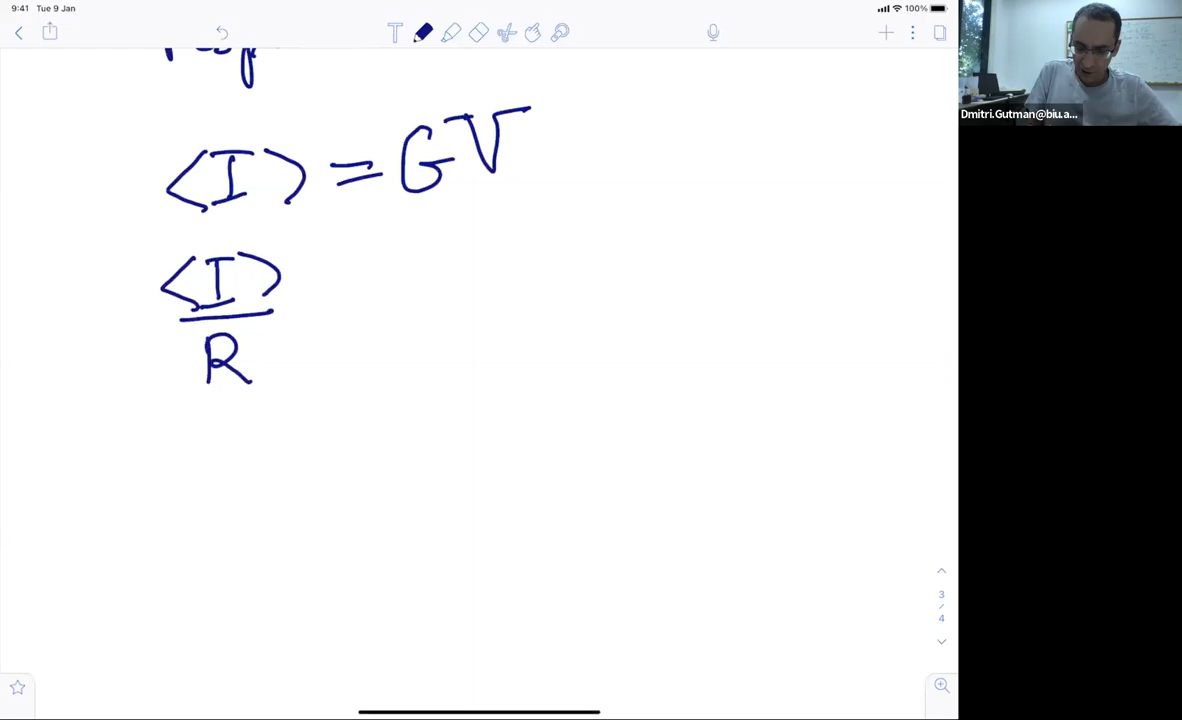 9:41 Tue 9 Jan
100%
T
⟨I⟩ = GV
⟨I⟩
R
3
/
4
Dmitri.Gutman@biu.a...